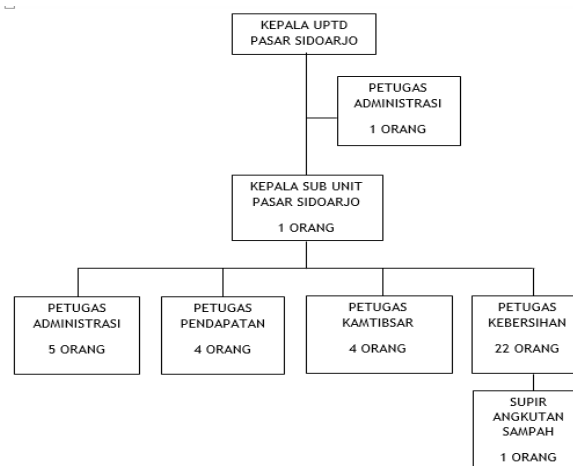 KEPALA UPTD
PASAR SIDOARJO
PETUGAS
ADMINISTRASI
1 ORANG
KEPALA SUB UNIT
PASAR SIDOARJO
1 ORANG
PETUGAS
ADMINISTRASI
5 ORANG
PETUGAS
PENDAPATAN
4 ORANG
PETUGAS
KAMTIBSAR
4 ORANG
PETUGAS
KEBERSIHAN
22 ORANG
SUPIR
ANGKUTAN
SAMPAH
1 ORANG